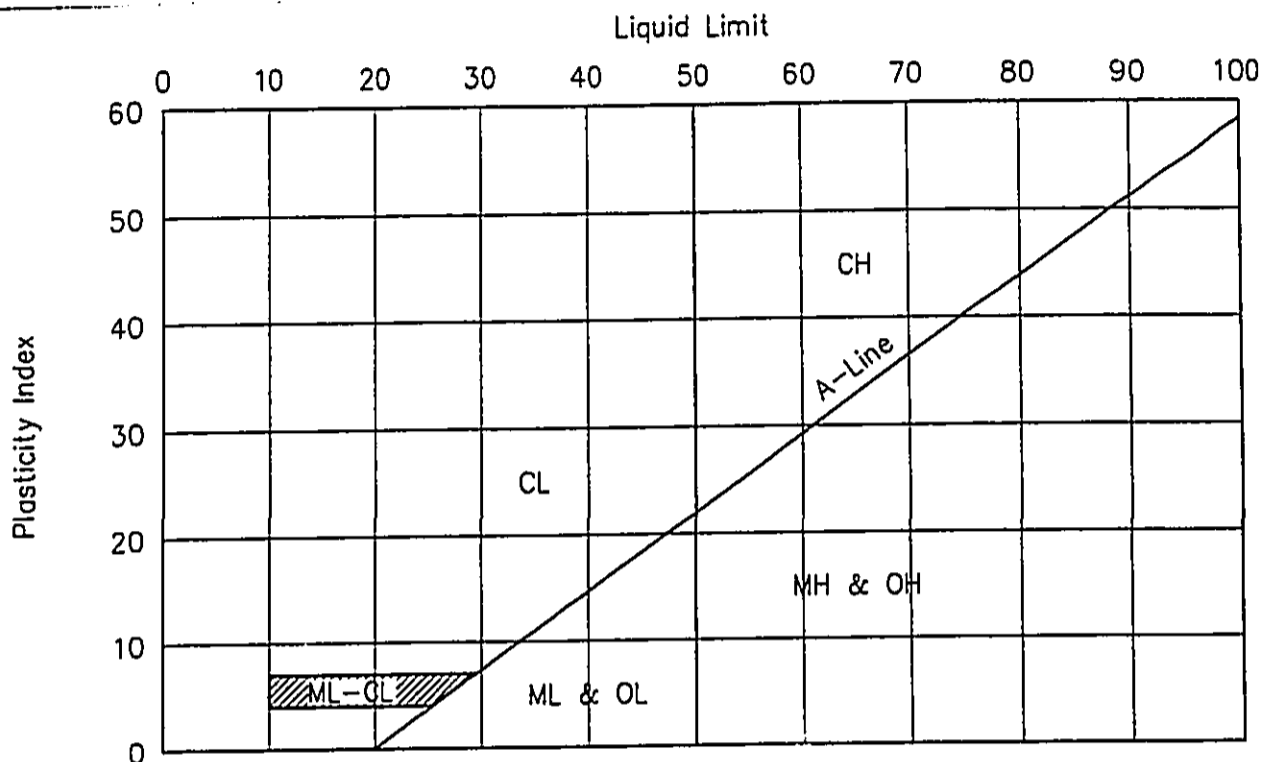 Liquid Limit
0 10 20 30 40 50 60 70 80 90 100
60
50
CH
40
A-Line
Plasticity Index
30
CL
20
MH & OH
10
ML-CL
ML & OL
0